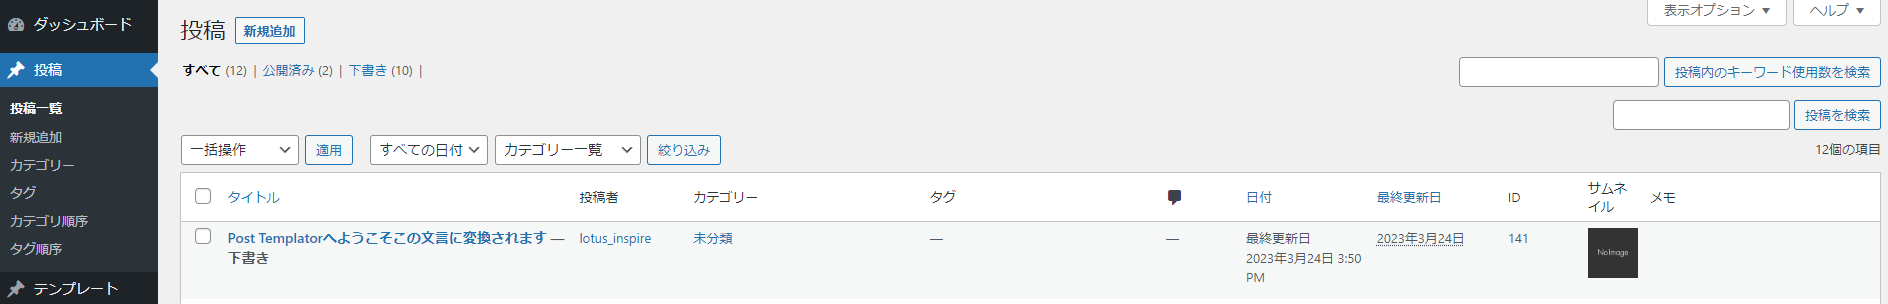 ダッシュボード
投稿
投稿一覧
新規追加
カテゴリー
タグ
カテゴリ順序
タグ順序
テンプレート
表示オプション ▼
ヘルプ ▼
投稿 新規追加
すべて (12) | 公開済み (2) | 下書き (10) |
投稿内のキーワード使用数を検索
投稿を検索
一括操作 適用 すべての日付 カテゴリー一覧 絞り込み
12個の項目
タイトル 投稿者 カテゴリー タグ 日付 最終更新日 ID サムネ
イル メモ
Post Templatorへようこそこの文言に変換されます —
下書き
lotus_inspire
未分類
—
—
最終更新日
2023年3月24日 3:50
PM
2023年3月24日
141
NoImage